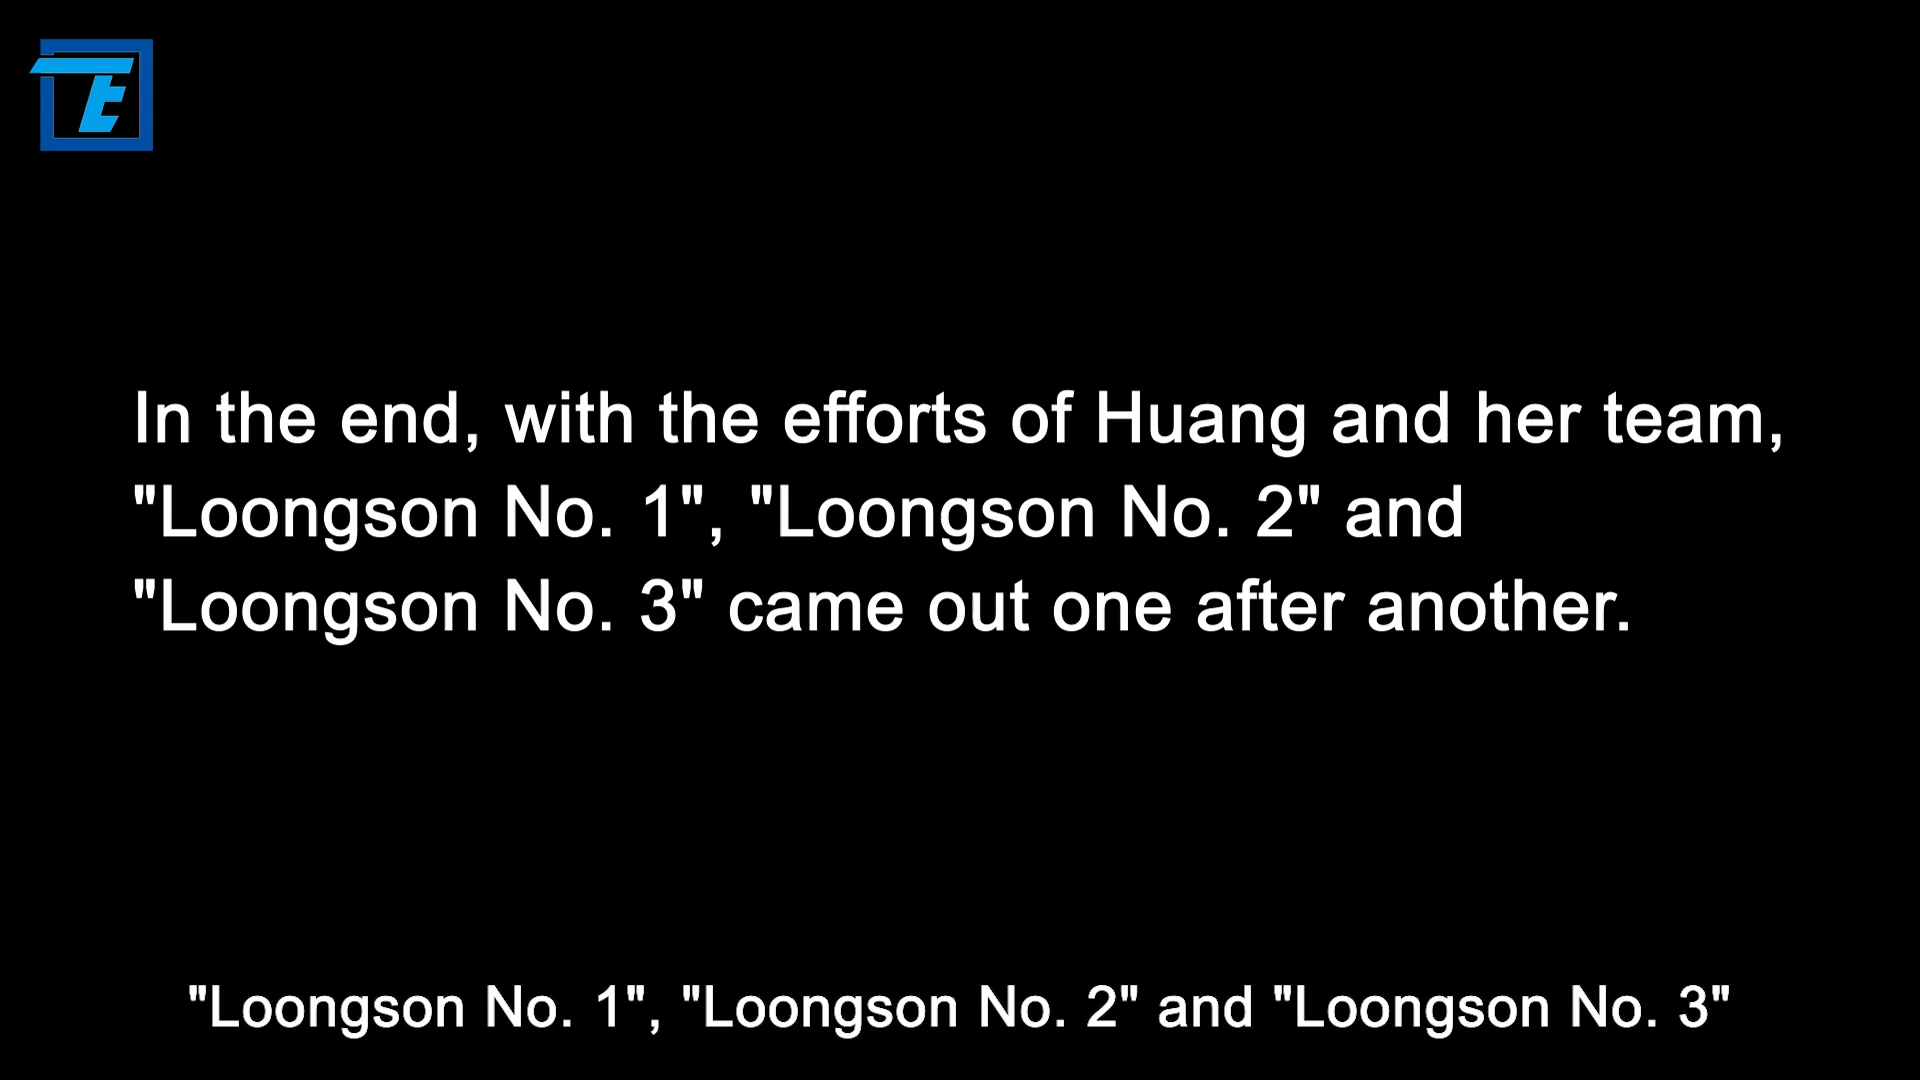 TE
In the end, with the efforts of Huang and her team,
"Loongson No. 1", "Loongson No. 2" and
"Loongson No. 3" came out one after another.
"Loongson No. 1", "Loongson No. 2" and "Loongson No. 3"